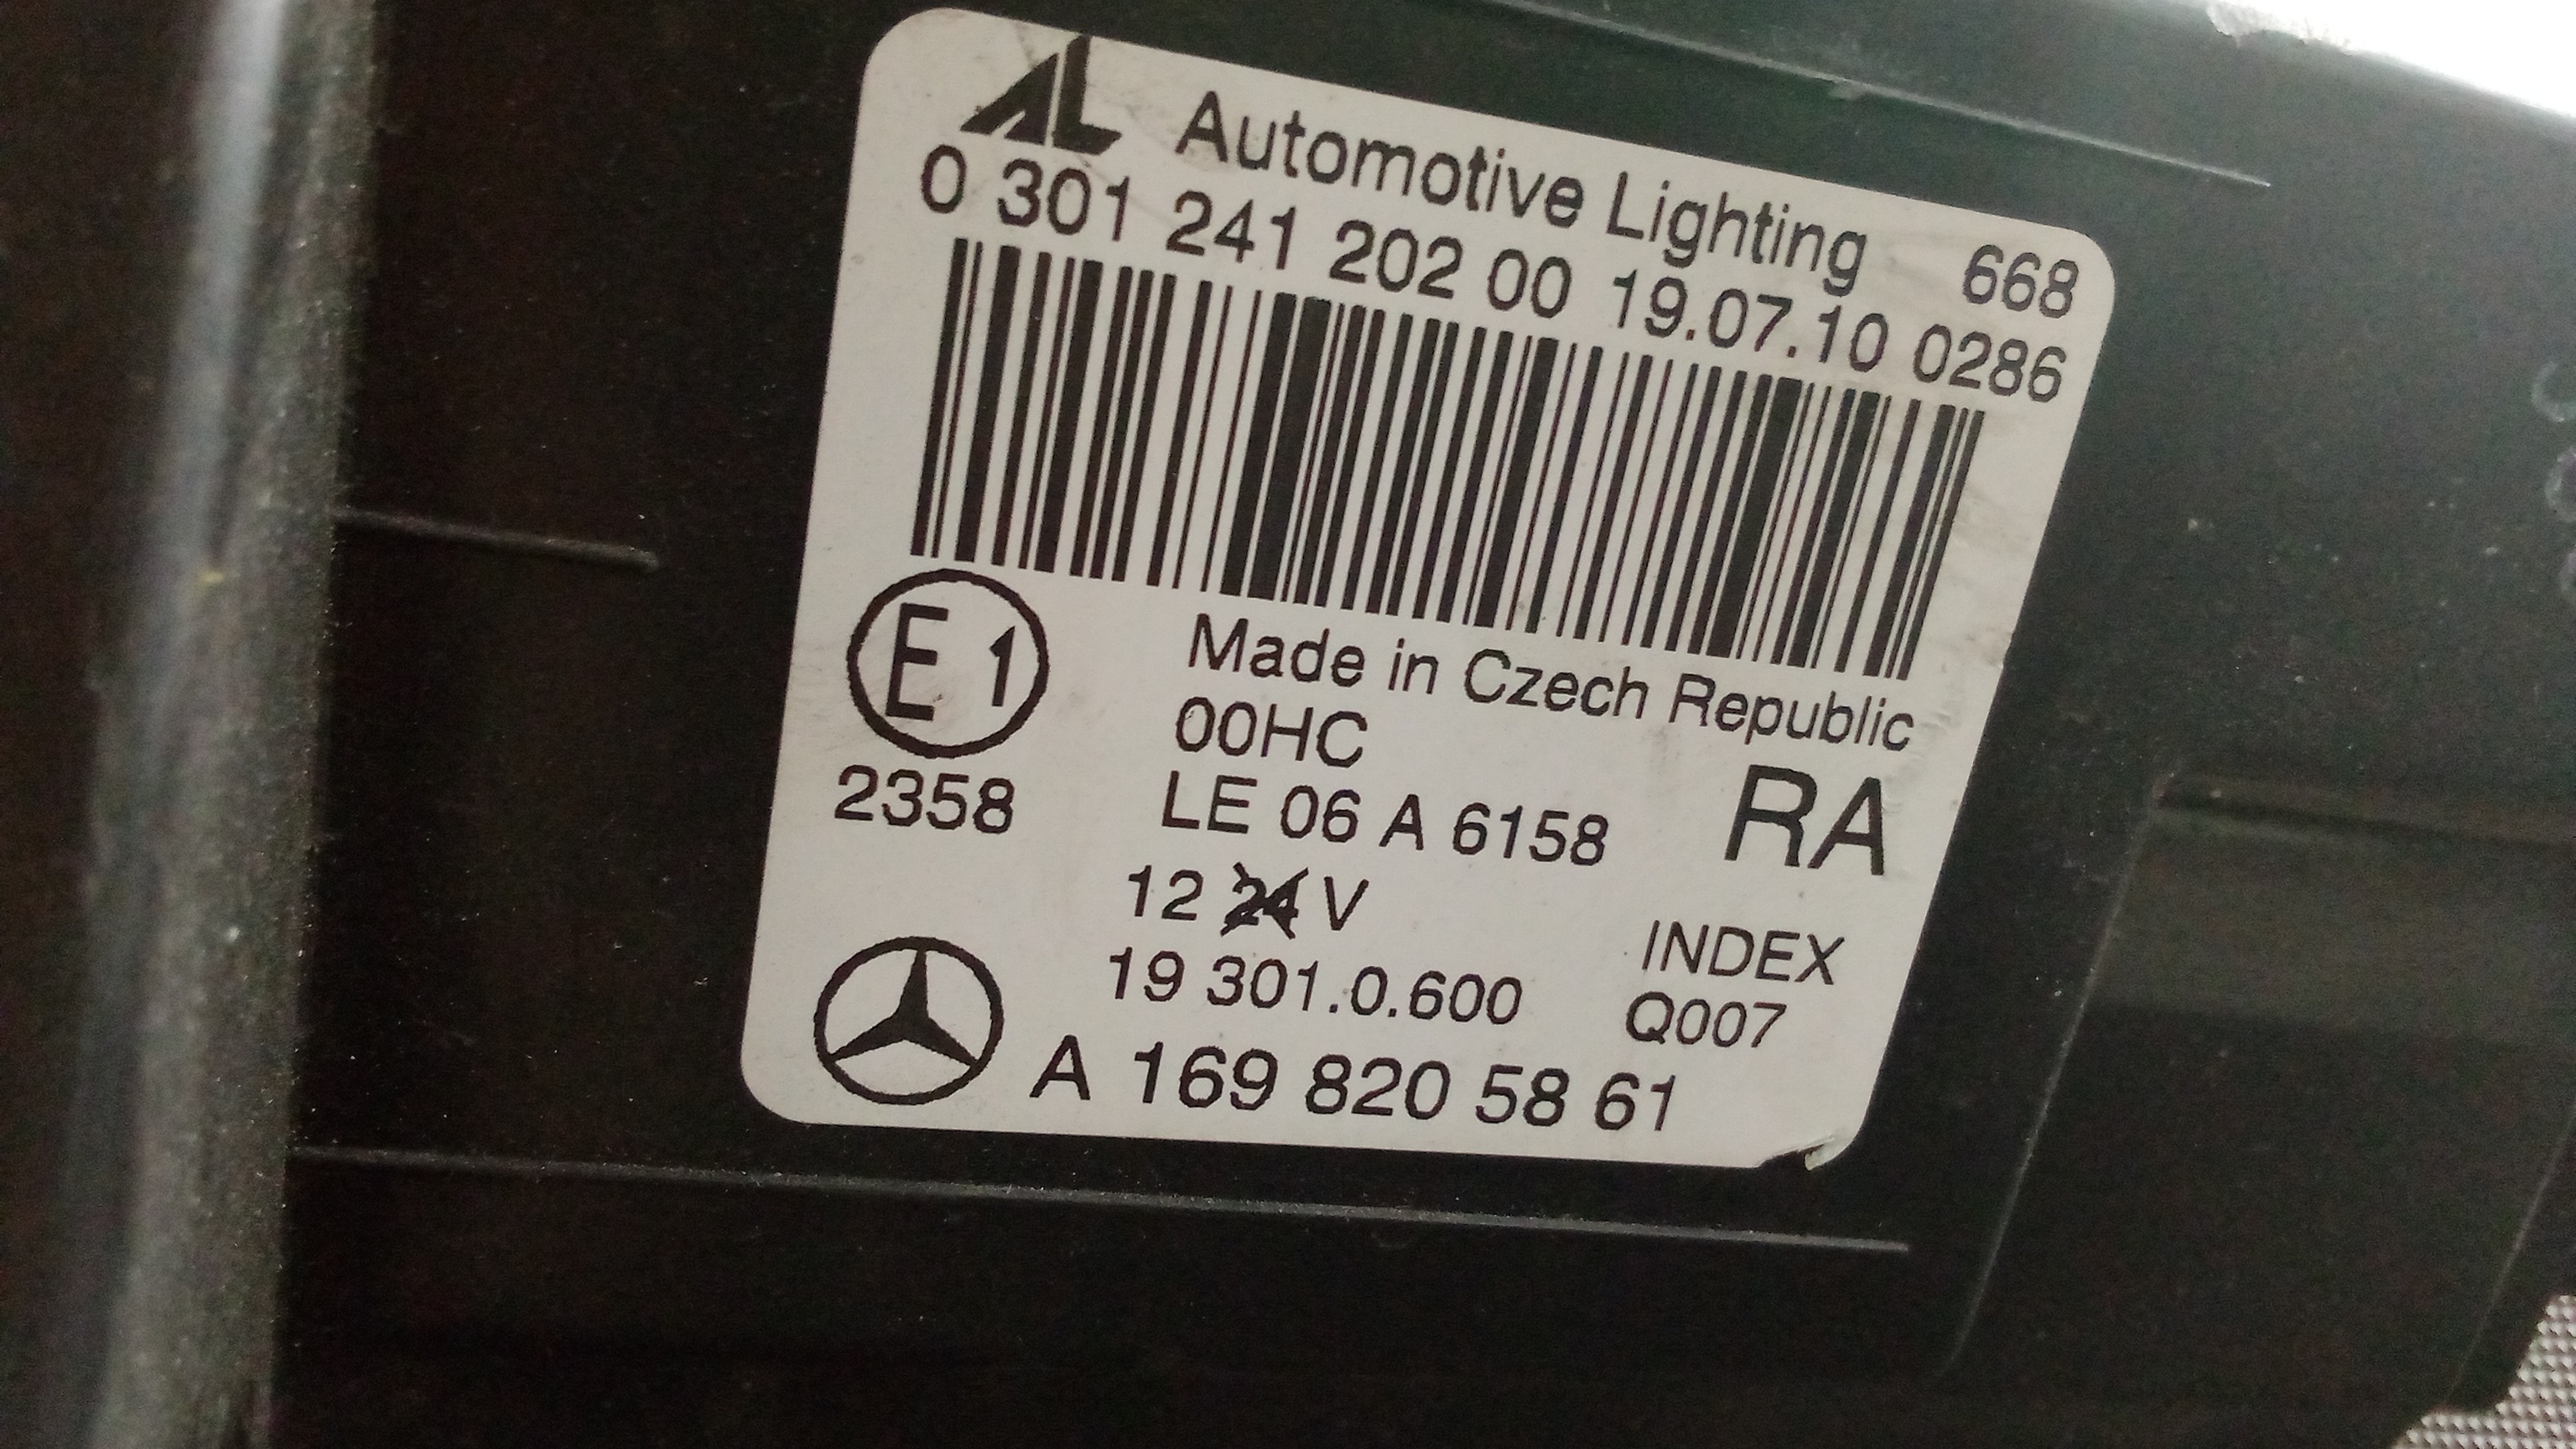 AL Automotive Lighting 668
0 301 241 202 00 19.07.10 0286
E1
Made in Czech Republic
00HC
2358
LE 06 A 6158
RA
12 24 V
INDEX
19 301.0.600
Q007
A 169 820 58 61